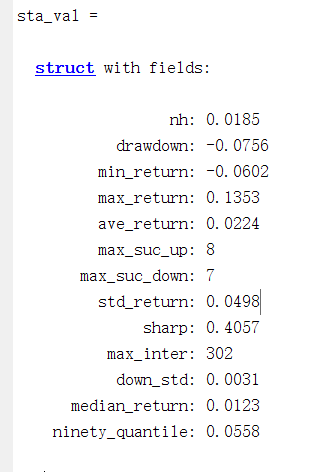 sta_val =
struct with fields:
nh: 0.0185
drawdown: -0.0756
min_return: -0.0602
max_return: 0.1353
ave_return: 0.0224
max_suc_up: 8
max_suc_down: 7
std_return: 0.0498
sharp: 0.4057
max_inter: 302
down_std: 0.0031
median_return: 0.0123
ninety_quantile: 0.0558